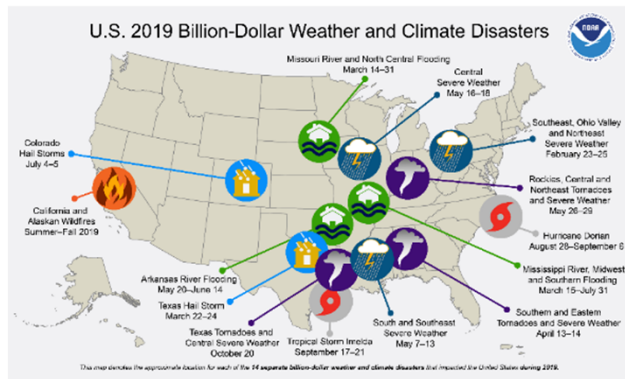 U.S. 2019 Billion-Dollar Weather and Climate Disasters
NOAA
Missouri River and North Central Flooding
March 14–31
Central
Severe Weather
May 16–18
Southeast, Ohio Valley
and Northeast
Severe Weather
February 23–25
Colorado
Hail Storms
July 4–5
Rockies, Central and
Northeast Tornadoes
and Severe Weather
May 26–29
California and
Alaskan Wildfires
Summer–Fall 2019
Hurricane Dorian
August 28–September 6
Arkansas River Flooding
May 20–June 14
Mississippi River, Midwest
and Southern Flooding
March 15–July 31
Texas Hail Storm
March 22–24
Southern and Eastern
Tornadoes and Severe Weather
April 13–14
Texas Tornadoes and
Central Severe Weather
October 20
Tropical Storm Imelda
September 17–21
South and Southeast
Severe Weather
May 7–13
This map denotes the approximate location for each of the 14 separate billion-dollar weather and climate disasters that impacted the United States during 2019.